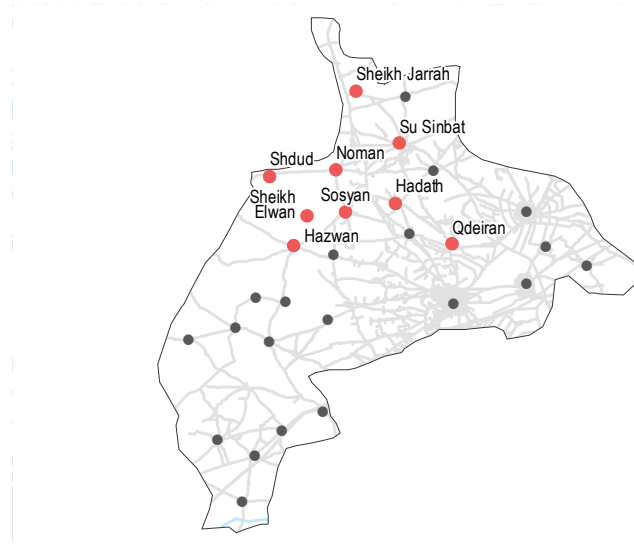 Sheikh Jarrah
Su Sinbat
Shdud
Noman
Sheikh
Elwan
Sosyan
Hadath
Hazwan
Qdeiran